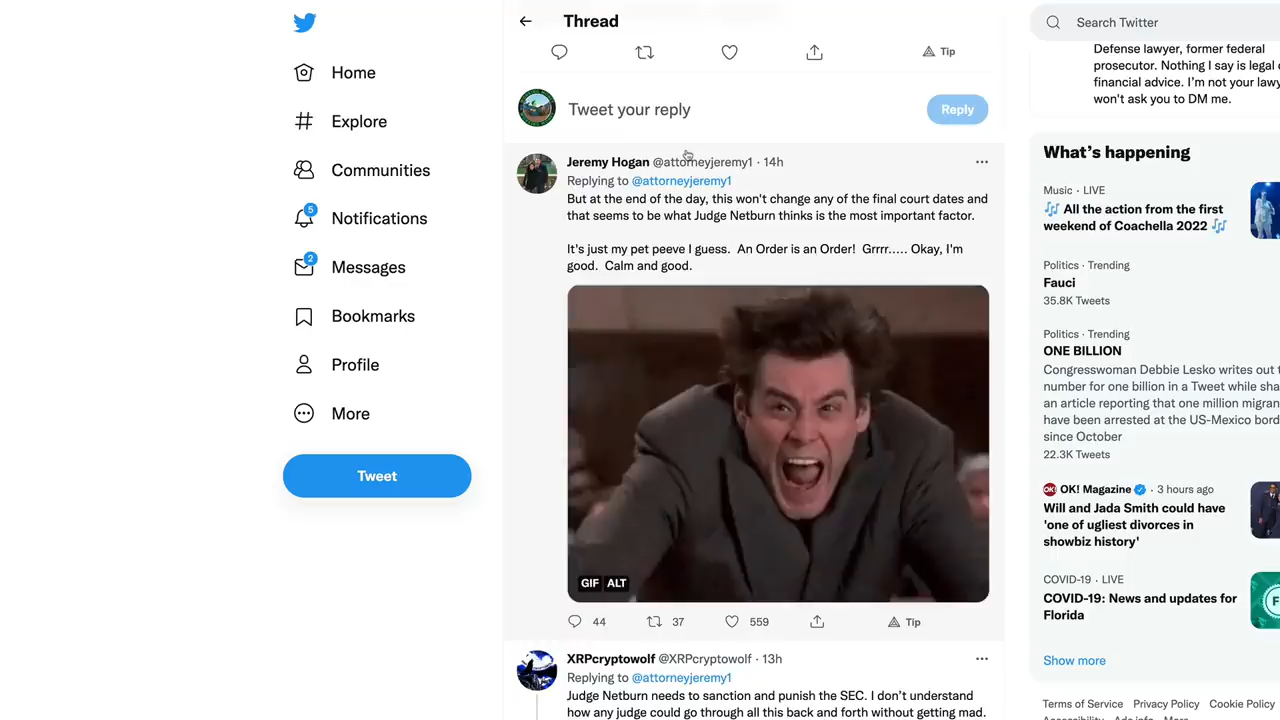 Thread
Search Twitter
Home
Explore
Communities
5
Notifications
2
Messages
Bookmarks
Profile
More
Tweet
Tip
Tweet your reply
Reply
Jeremy Hogan @attorneyjeremy1 · 14h
Replying to @attorneyjeremy1
But at the end of the day, this won't change any of the final court dates and
that seems to be what Judge Netburn thinks is the most important factor.
It's just my pet peeve I guess.  An Order is an Order!  Grrr..... Okay, I'm
good.  Calm and good.
GIF ALT
44 37 559 Tip
XRPcryptowolf @XRPcryptowolf · 13h
Replying to @attorneyjeremy1
Judge Netburn needs to sanction and punish the SEC. I don't understand
how any judge could go through all this back and forth without getting mad.
Defense lawyer, former federal
prosecutor. Nothing I say is legal
financial advice. I'm not your
won't ask you to DM me.
What's happening
Music · LIVE
🎶 All the action from the first
weekend of Coachella 2022 🎶
Politics · Trending
Fauci
35.8K Tweets
Politics · Trending
ONE BILLION
Congresswoman Debbie Lesko writes out
number for one billion in a Tweet while
an article reporting that one million
have been arrested at the US-Mexico
since October
22.3K Tweets
OK! OK! Magazine · 3 hours ago
Will and Jada Smith could have
'one of ugliest divorces in
showbiz history'
COVID-19 · LIVE
COVID-19: News and updates for
Florida
Show more
Terms of Service Privacy Policy Cookie Policy